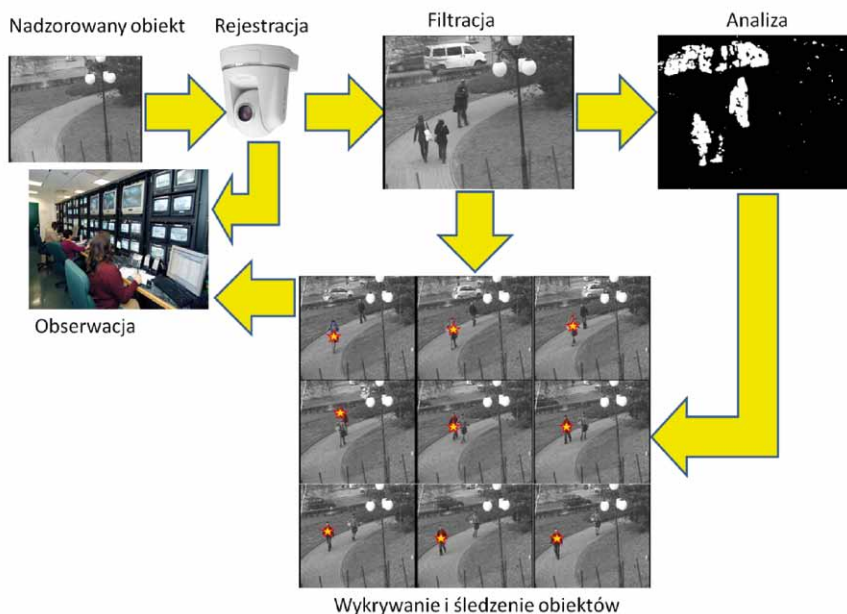 Nadzorowany obiekt
Rejestracja
Filtracja
Analiza
Obserwacja
Wykrywanie i śledzenie obiektów